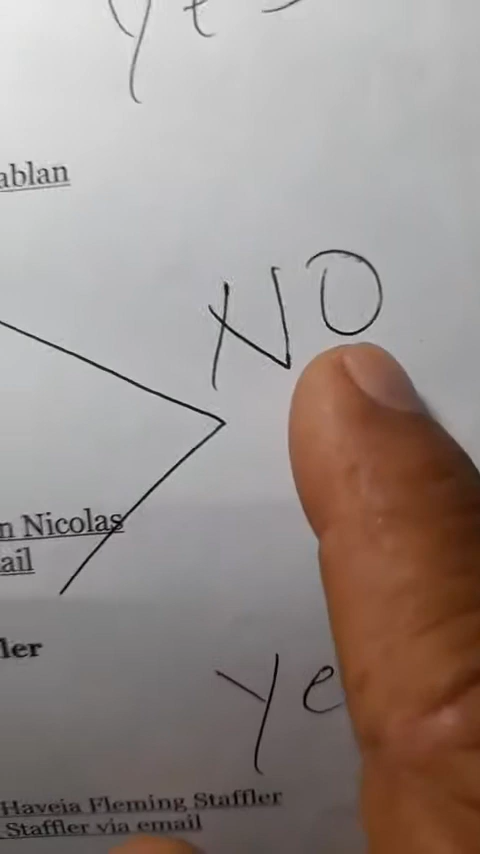 ablan
NO
n Nicolas
ail
ler
ye
Haveia Fleming Staffler
Staffler via email